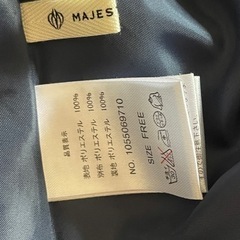 MAJES
品質表示
表地 ポリエステル 100%
別布 ポリエステル 100%
裏地 ポリエステル 100%
NO. 1055069710
SIZE FREE